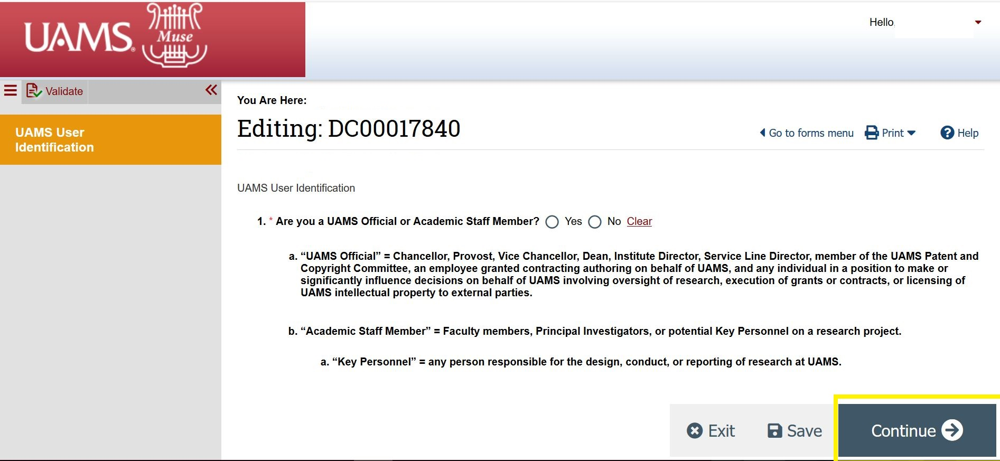 UAMS® Muse
Hello,
Validate
You Are Here:
UAMS User
Identification
Editing: DC00017840
Go to forms menu Print Help
UAMS User Identification
1. * Are you a UAMS Official or Academic Staff Member? Yes No Clear
a. “UAMS Official” = Chancellor, Provost, Vice Chancellor, Dean, Institute Director, Service Line Director, member of the UAMS Patent and
Copyright Committee, an employee granted contracting authoring on behalf of UAMS, and any individual in a position to make or
significantly influence decisions on behalf of UAMS involving oversight of research, execution of grants or contracts, or licensing of
UAMS intellectual property to external parties.
b. “Academic Staff Member” = Faculty members, Principal Investigators, or potential Key Personnel on a research project.
a. “Key Personnel” = any person responsible for the design, conduct, or reporting of research at UAMS.
Exit Save Continue